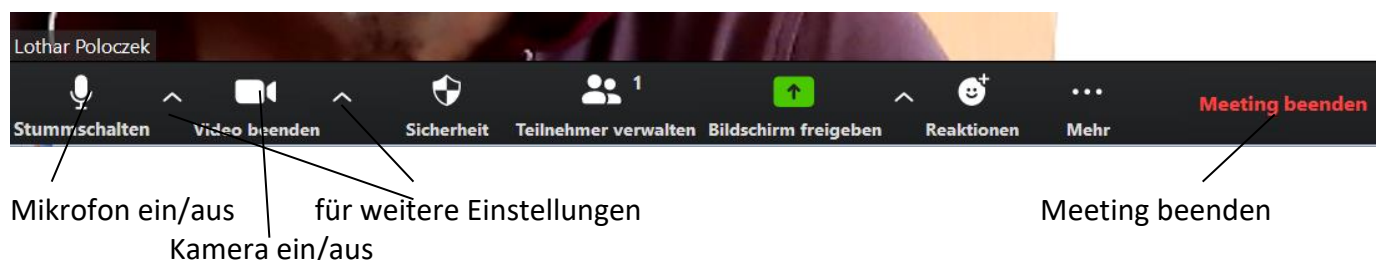 Lothar Poloczek
1
Stummschalten Video beenden Sicherheit Teilnehmer verwalten Bildschirm freigeben Reaktionen Mehr Meeting beenden
Mikrofon ein/aus für weitere Einstellungen Meeting beenden
Kamera ein/aus